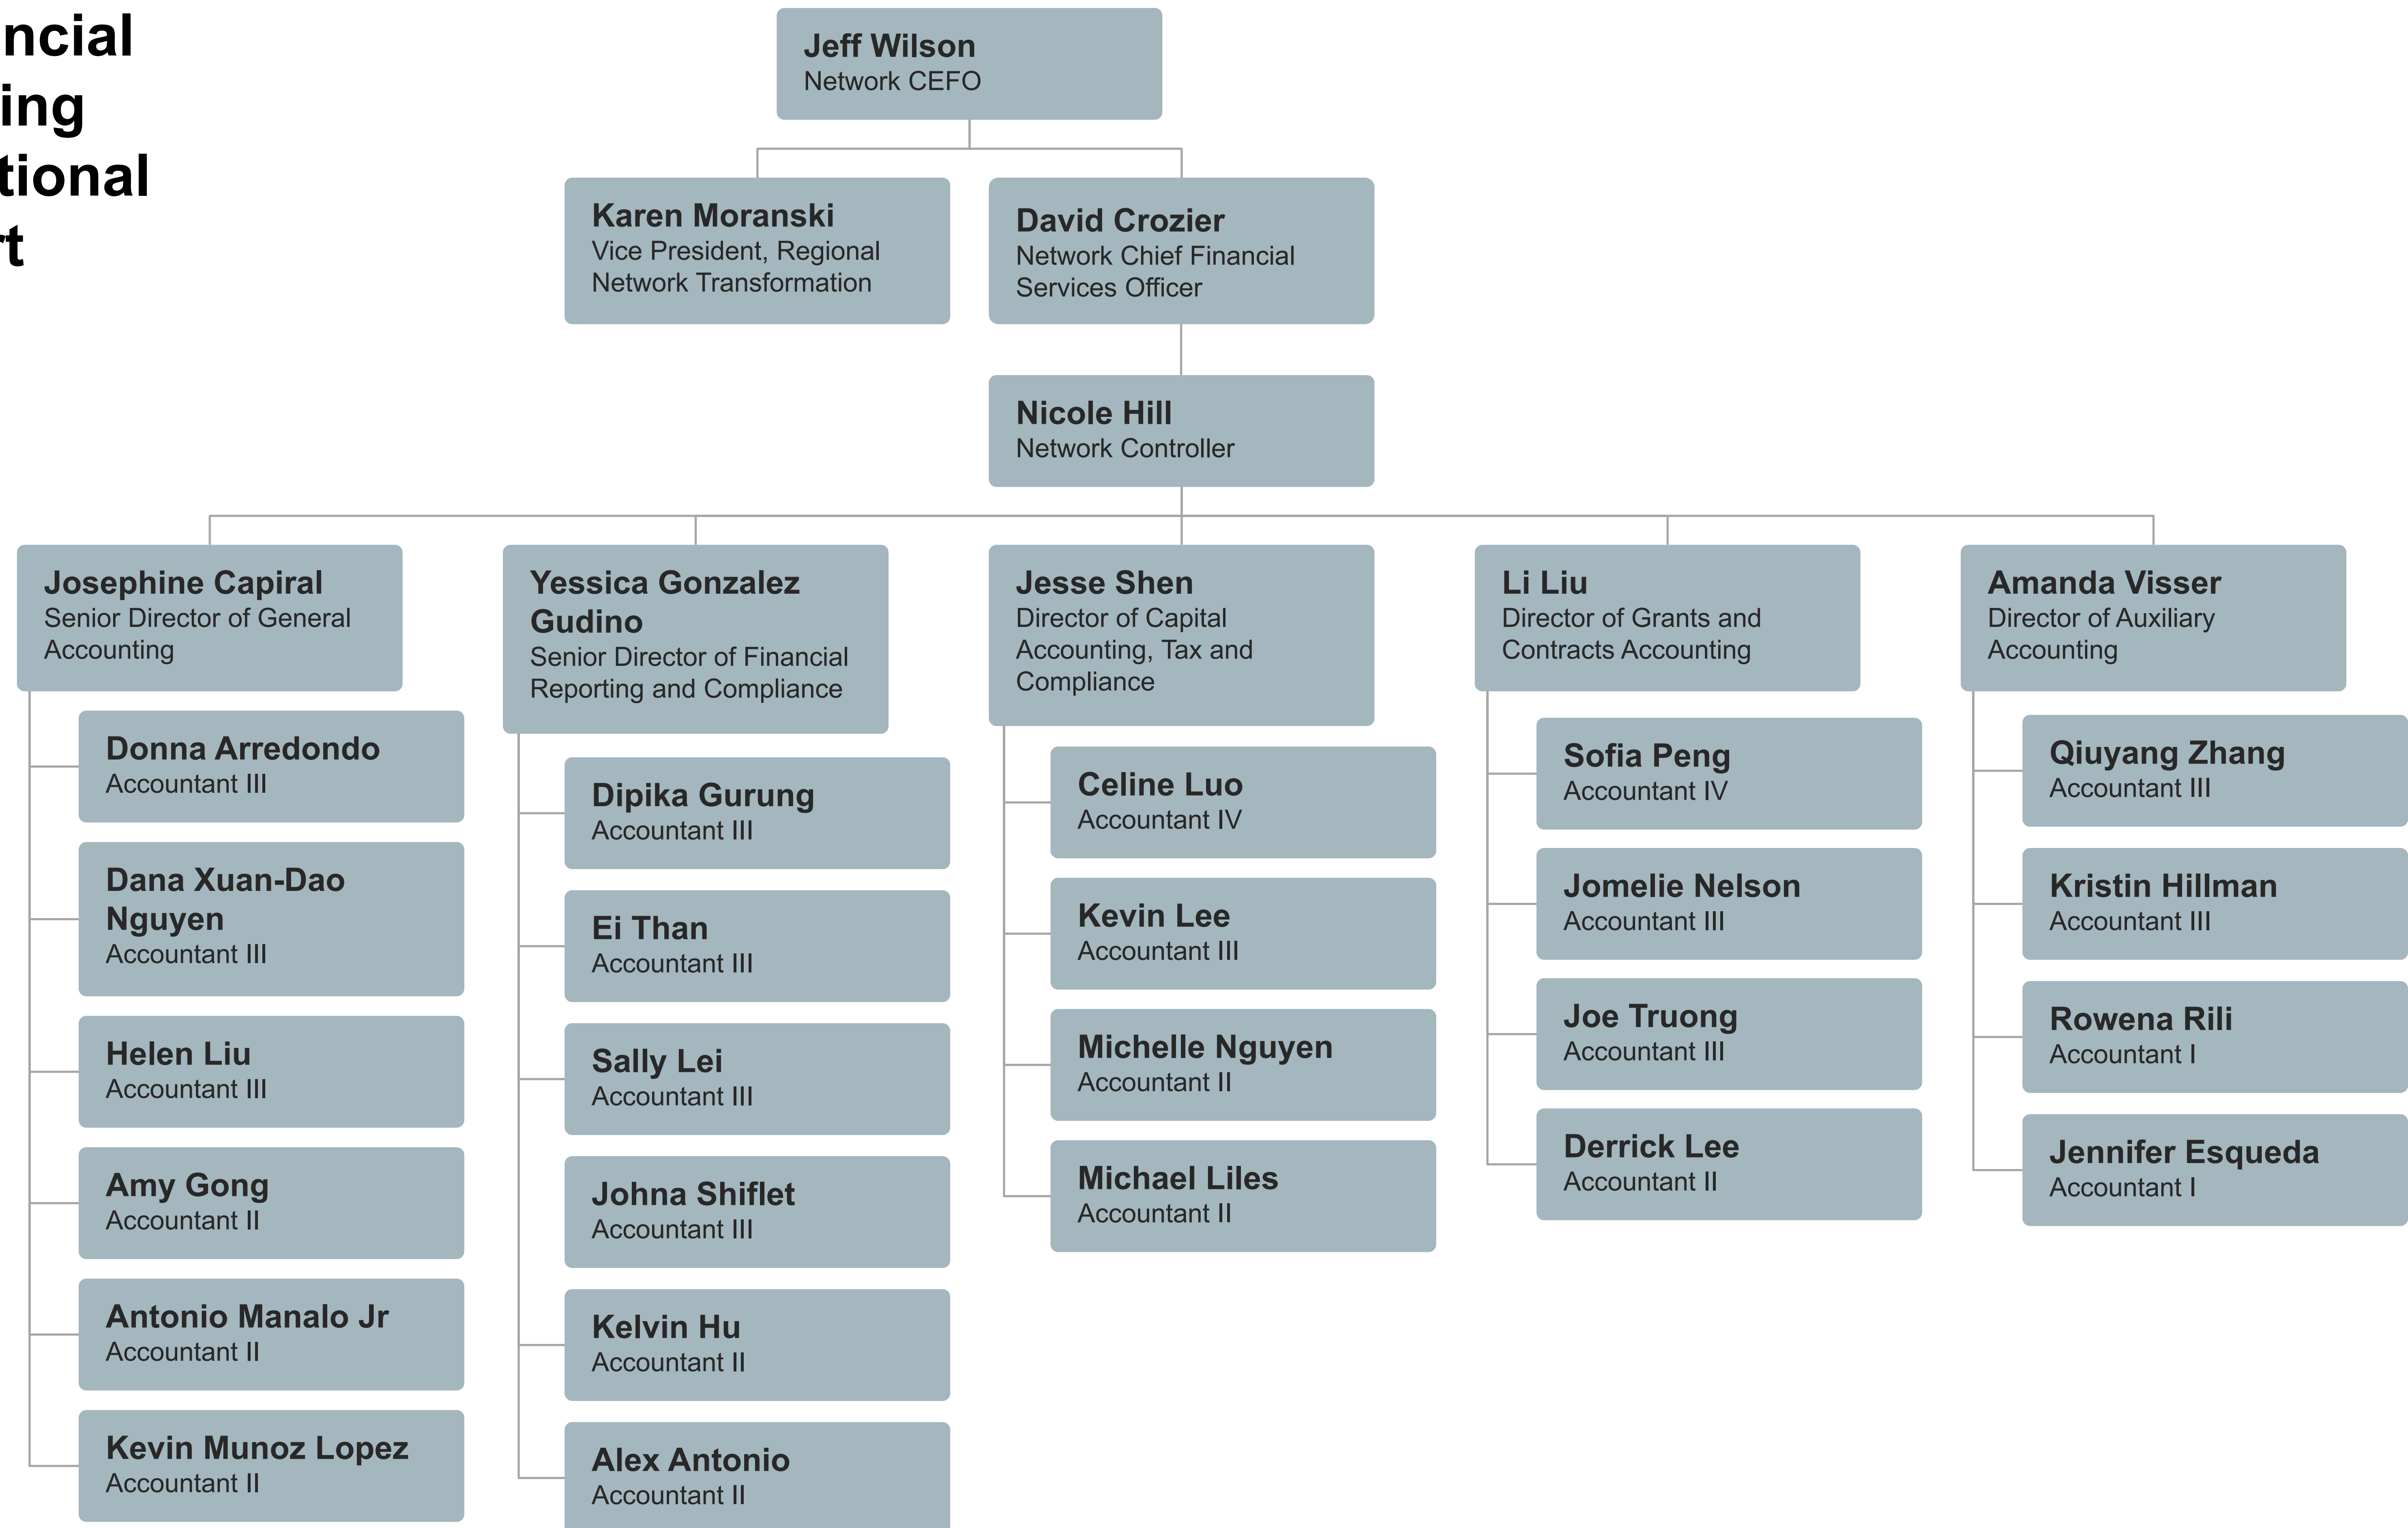 ncial
ing
tional
rt
Jeff Wilson
Network CEFO
Karen Moranski
Vice President, Regional
Network Transformation
David Crozier
Network Chief Financial
Services Officer
Nicole Hill
Network Controller
Josephine Capiral
Senior Director of General
Accounting
Donna Arredondo
Accountant III
Dana Xuan-Dao
Nguyen
Accountant III
Helen Liu
Accountant III
Amy Gong
Accountant II
Antonio Manalo Jr
Accountant II
Kevin Munoz Lopez
Accountant II
Yessica Gonzalez
Gudino
Senior Director of Financial
Reporting and Compliance
Dipika Gurung
Accountant III
Ei Than
Accountant III
Sally Lei
Accountant III
Johna Shiflet
Accountant III
Kelvin Hu
Accountant II
Alex Antonio
Accountant II
Jesse Shen
Director of Capital
Accounting, Tax and
Compliance
Celine Luo
Accountant IV
Kevin Lee
Accountant III
Michelle Nguyen
Accountant II
Michael Liles
Accountant II
Li Liu
Director of Grants and
Contracts Accounting
Sofia Peng
Accountant IV
Jomelie Nelson
Accountant III
Joe Truong
Accountant III
Derrick Lee
Accountant II
Amanda Visser
Director of Auxiliary
Accounting
Qiuyang Zhang
Accountant III
Kristin Hillman
Accountant III
Rowena Rili
Accountant I
Jennifer Esqueda
Accountant I